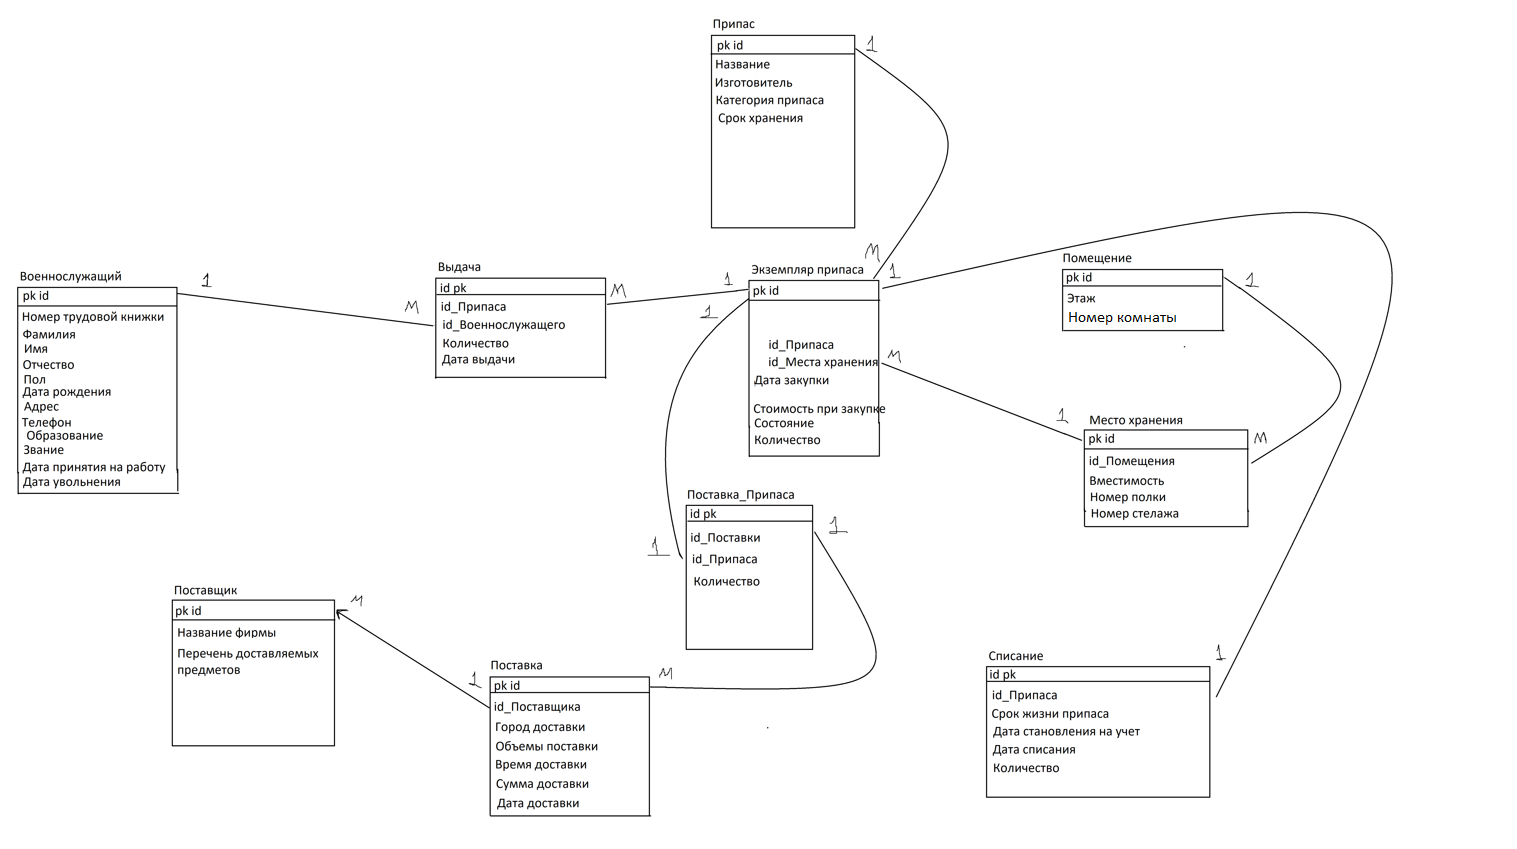 Припас
pk id
Название
Изготовитель
Категория припаса
Срок хранения
1
M
Военнослужащий
pk id
Номер трудовой книжки
Фамилия
Имя
Отчество
Пол
Дата рождения
Адрес
Телефон
Образование
Звание
Дата принятия на работу
Дата увольнения
1
M
Выдача
id pk
id_Припаса
id_Военнослужащего
Количество
Дата выдачи
M
1
1
Экземпляр припаса
pk id
id_Припаса
id_Места хранения
Дата закупки
Стоимость при закупке
Состояние
Количество
1
M
1
Помещение
pk id
Этаж
Номер комнаты
1
M
Место хранения
pk id
id_Помещения
Вместимость
Номер полки
Номер стелажа
Поставка_Припаса
id pk
id_Поставки
id_Припаса
Количество
1
1
M
Поставщик
pk id
Название фирмы
Перечень доставляемых
предметов
M
1
Поставка
pk id
id_Поставщика
Город доставки
Объемы поставки
Время доставки
Сумма доставки
Дата доставки
Списание
id pk
id_Припаса
Срок жизни припаса
Дата становления на учет
Дата списания
Количество
1